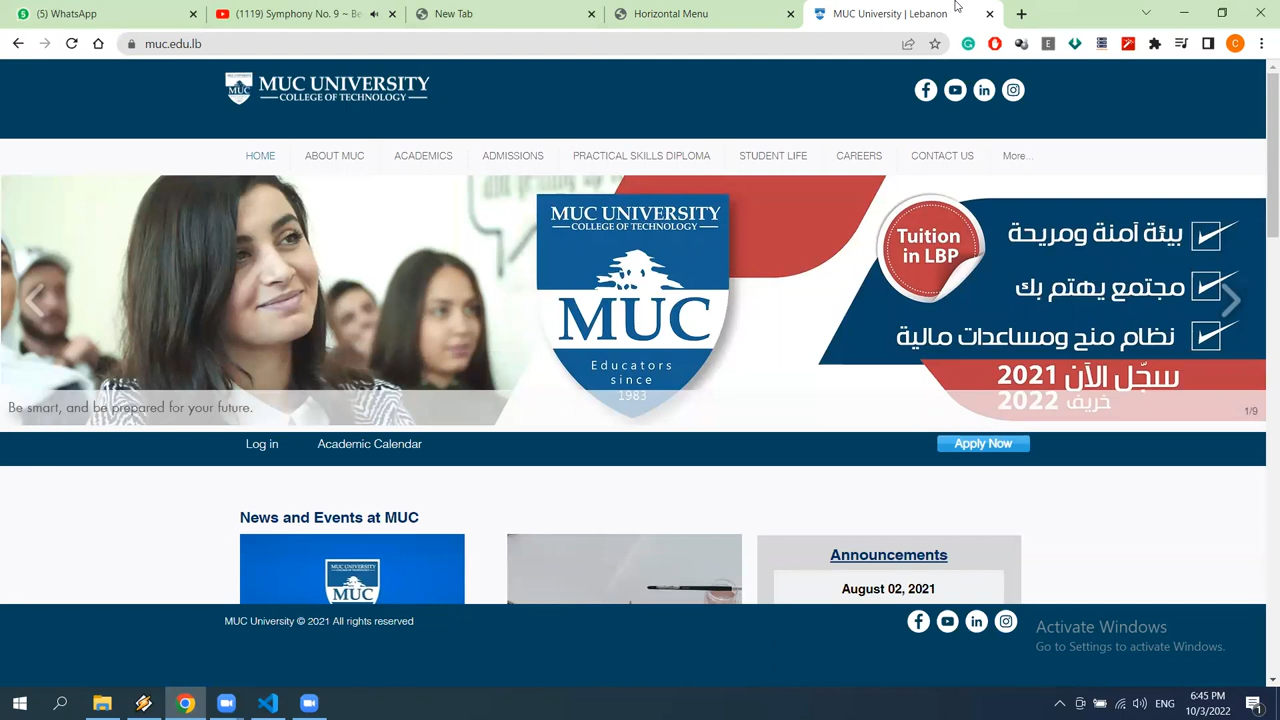 (5) WhatsApp
(1119) Symphony No. 9 ~ Be
New Tab
Horizontal Menu
MUC University | Lebanon
muc.edu.lb
MUC
MUC UNIVERSITY
COLLEGE OF TECHNOLOGY
HOME
ABOUT MUC
ACADEMICS
ADMISSIONS
PRACTICAL SKILLS DIPLOMA
STUDENT LIFE
CAREERS
CONTACT US
More...
MUC UNIVERSITY
COLLEGE OF TECHNOLOGY
MUC
Educators
since
1983
Tuition
in LBP
بيئة آمنة ومريحة
مجتمع يهتم بك
نظام منح ومساعدات مالية
سجّل الآن 2021
خريف 2022
Be smart, and be prepared for your future.
1/9
Log in
Academic Calendar
Apply Now
News and Events at MUC
MUC UNIVERSITY
MUC
Announcements
August 02, 2021
MUC University © 2021 All rights reserved
Activate Windows
Go to Settings to activate Windows.
ENG
6:45 PM
10/3/2022